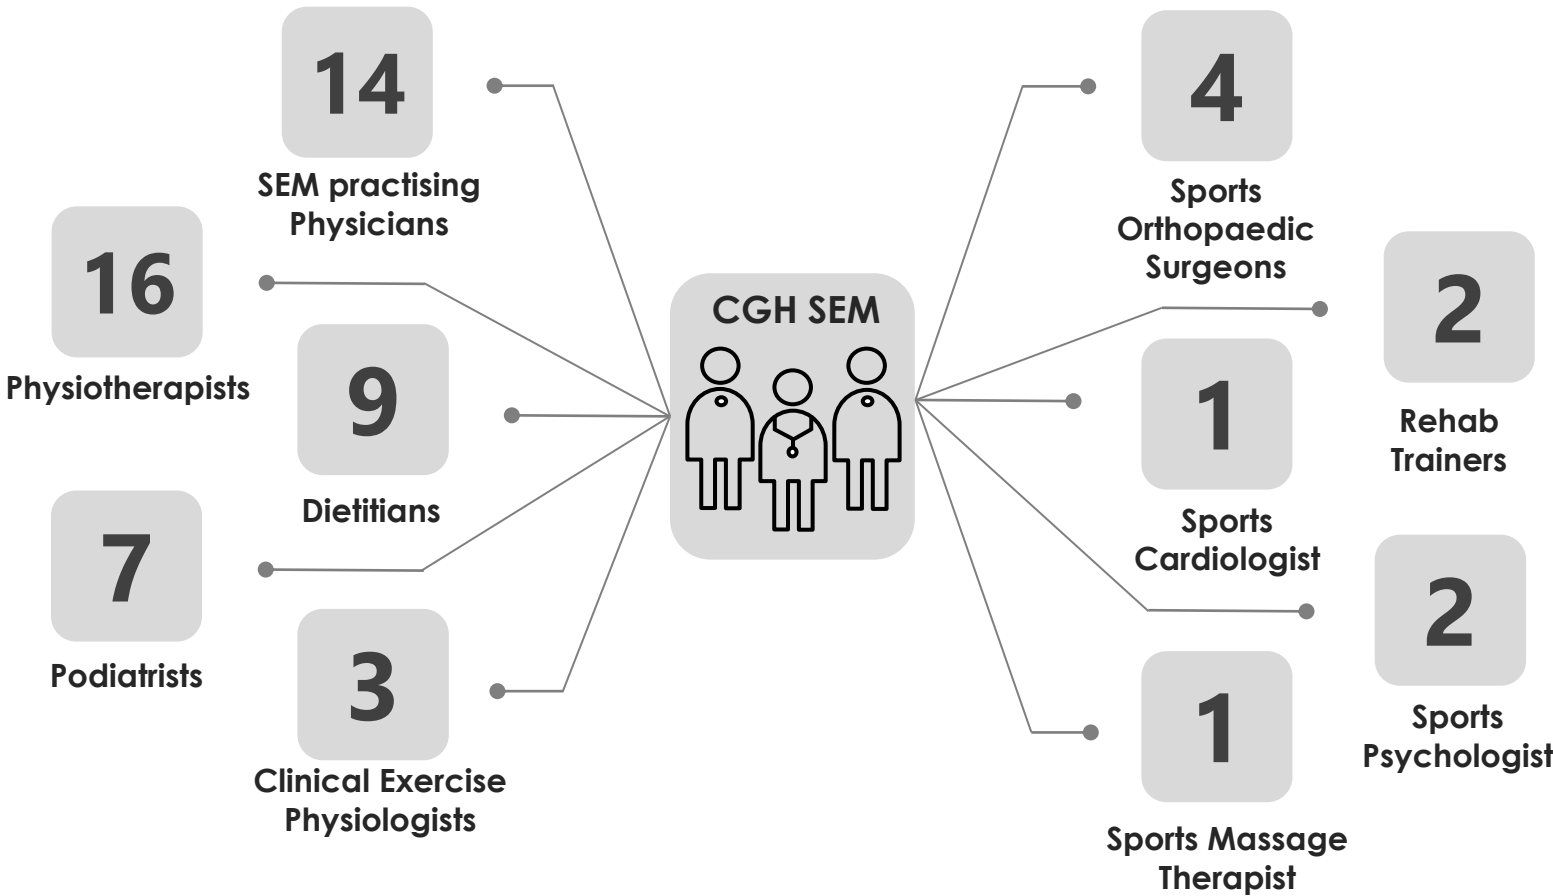 14
SEM practising
Physicians
16
Physiotherapists
9
Dietitians
7
Podiatrists
3
Clinical Exercise
Physiologists
CGH SEM
4
Sports
Orthopaedic
Surgeons
2
Rehab
Trainers
1
Sports
Cardiologist
2
Sports
Psychologist
1
Sports Massage
Therapist